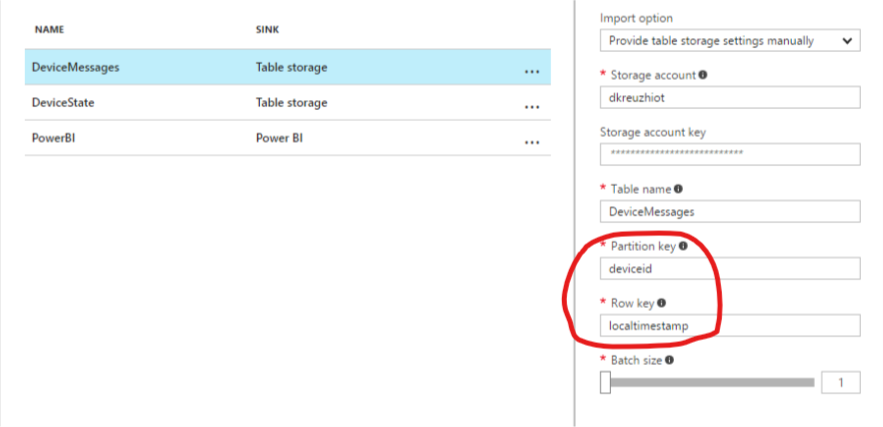 NAME SINK
DeviceMessages Table storage ...
DeviceState Table storage ...
PowerBI Power BI ...
Import option
Provide table storage settings manually
* Storage account
dkreuzhiot
Storage account key
***************************
* Table name
DeviceMessages
* Partition key
deviceid
* Row key
localtimestamp
* Batch size
1